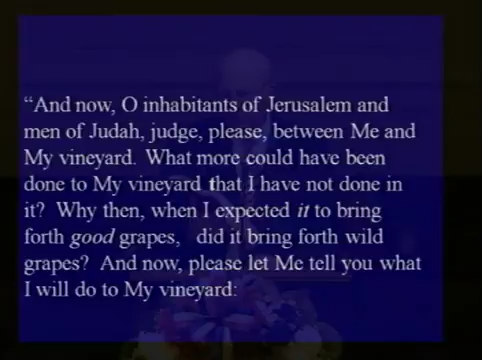 “And now, O inhabitants of Jerusalem and
men of Judah, judge, please, between Me and
My vineyard. What more could have been
done to My vineyard that I have not done in
it? Why then, when I expected it to bring
forth good grapes, did it bring forth wild
grapes? And now, please let Me tell you what
I will do to My vineyard: